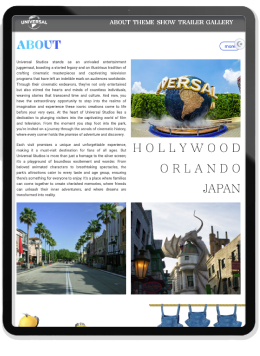 UNIVERSAL
ABOUT THEME SHOW TRAILER GALLERY
ABOUT
more
Universal Studios stands as an animated entertainment
juggernaut, boasting a storied legacy and an illustrious tradition of
crafting cinematic masterpieces and captivating television
programs that have left an indelible mark on audiences worldwide.
Through their creative endeavors, they've not only entertained
but also stirred the hearts and minds of countless individuals,
weaving stories that transcend time and culture. And now, you
have the extraordinary opportunity to step into the realms of
imagination and experience these iconic creations come to life
before your very eyes. At the heart of Universal Studios lies a
dedication to plunging visitors into the captivating world of film
and television. From the moment you step foot into the park,
you're invited on a journey through the annals of cinematic history,
where every corner holds the promise of adventure and discovery.
Each visit promises a unique and unforgettable experience,
making it a must-visit destination for fans of all ages. But
Universal Studios is more than just a homage to the silver screen;
it's a playground of boundless excitement and wonder. From
beloved animated characters to breathtaking spectacles, the
park's attractions cater to every taste and age group, ensuring
there's something for everyone to enjoy. It's a place where families
can come together to create cherished memories, where friends
can unleash their inner adventurers, and where dreams are
transformed into reality.
VERS
HOLLYWOOD
ORLANDO
JAPAN